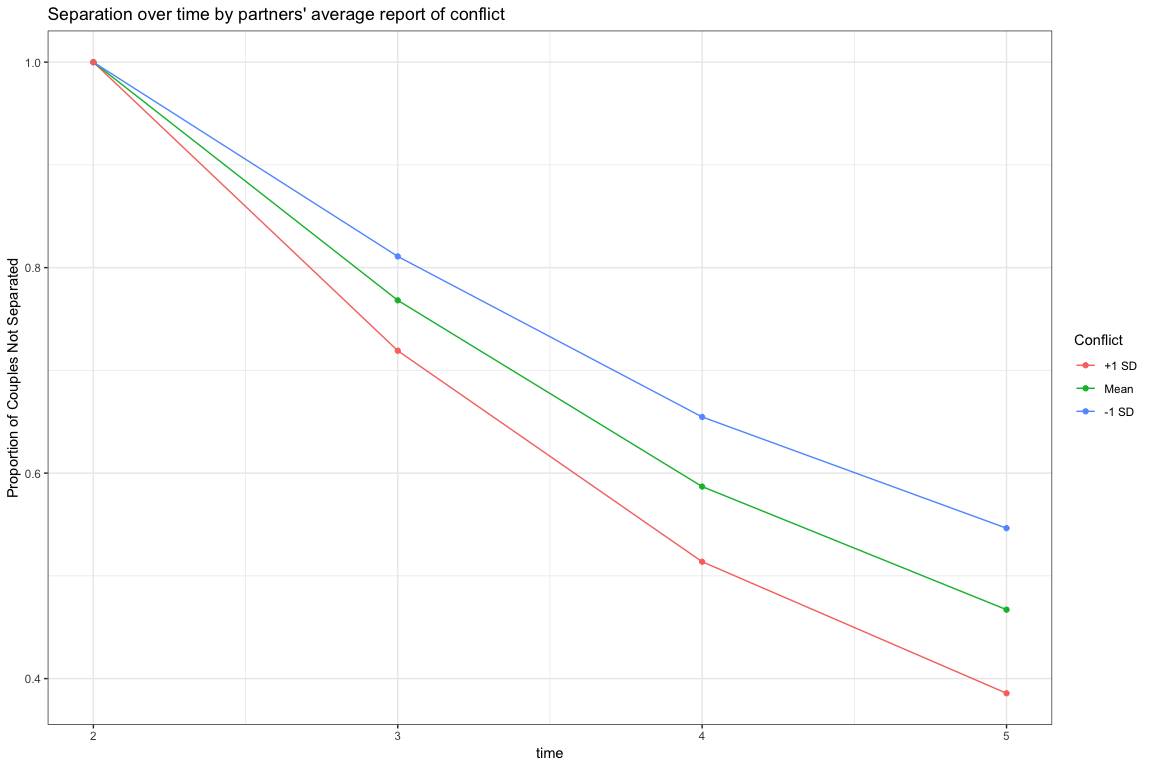 Separation over time by partners' average report of conflict
Proportion of Couples Not Separated
1.0
0.8
0.6
0.4
2
3
4
5
time
Conflict
+1 SD
Mean
-1 SD